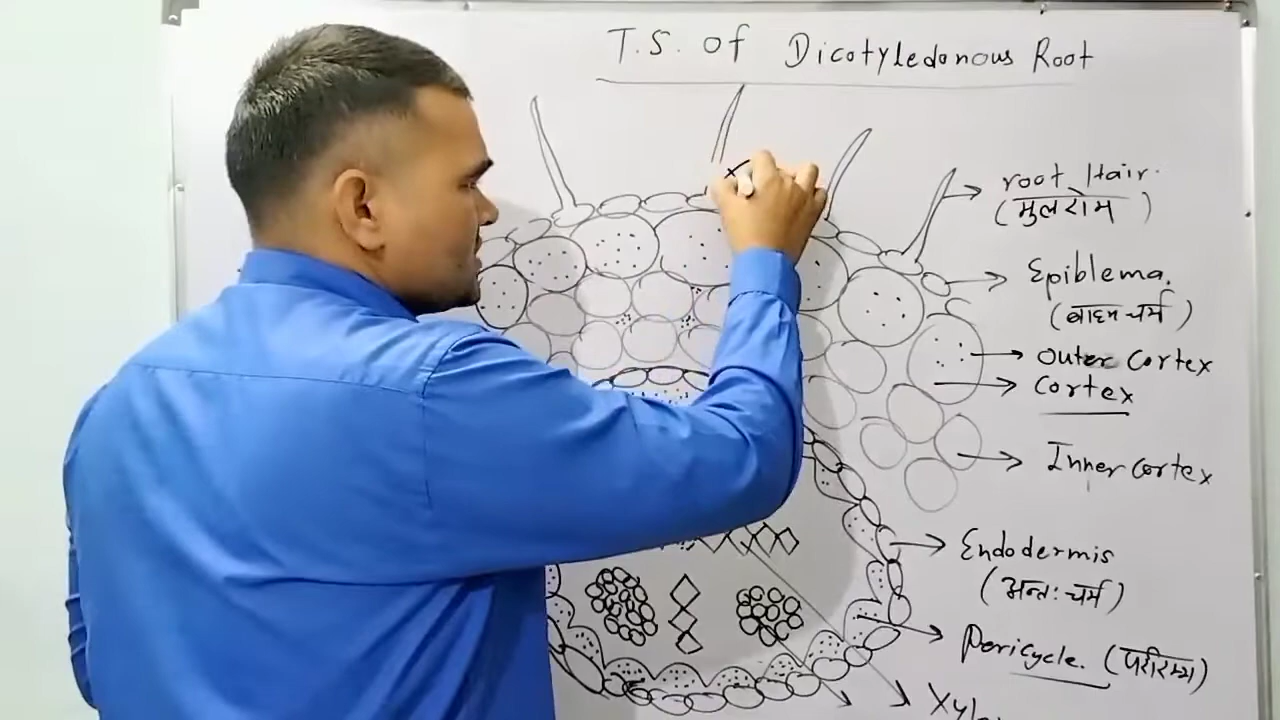 T.S. of Dicotyledonous Root
root Hair.
(मुलरोम)
Epiblema.
(बाह्य चर्म)
outer cortex
cortex
Inner cortex
Endodermis
(अन्तः चर्म)
Pericycle. (परिरम्भ)